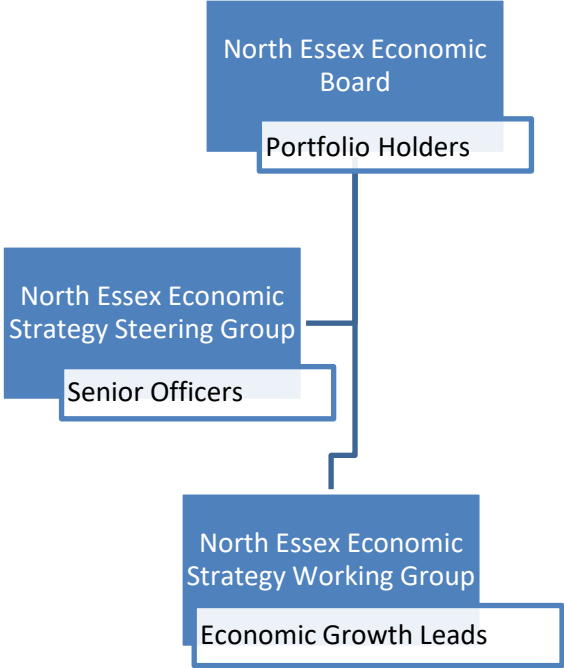 North Essex Economic
Board
Portfolio Holders
North Essex Economic
Strategy Steering Group
Senior Officers
North Essex Economic
Strategy Working Group
Economic Growth Leads